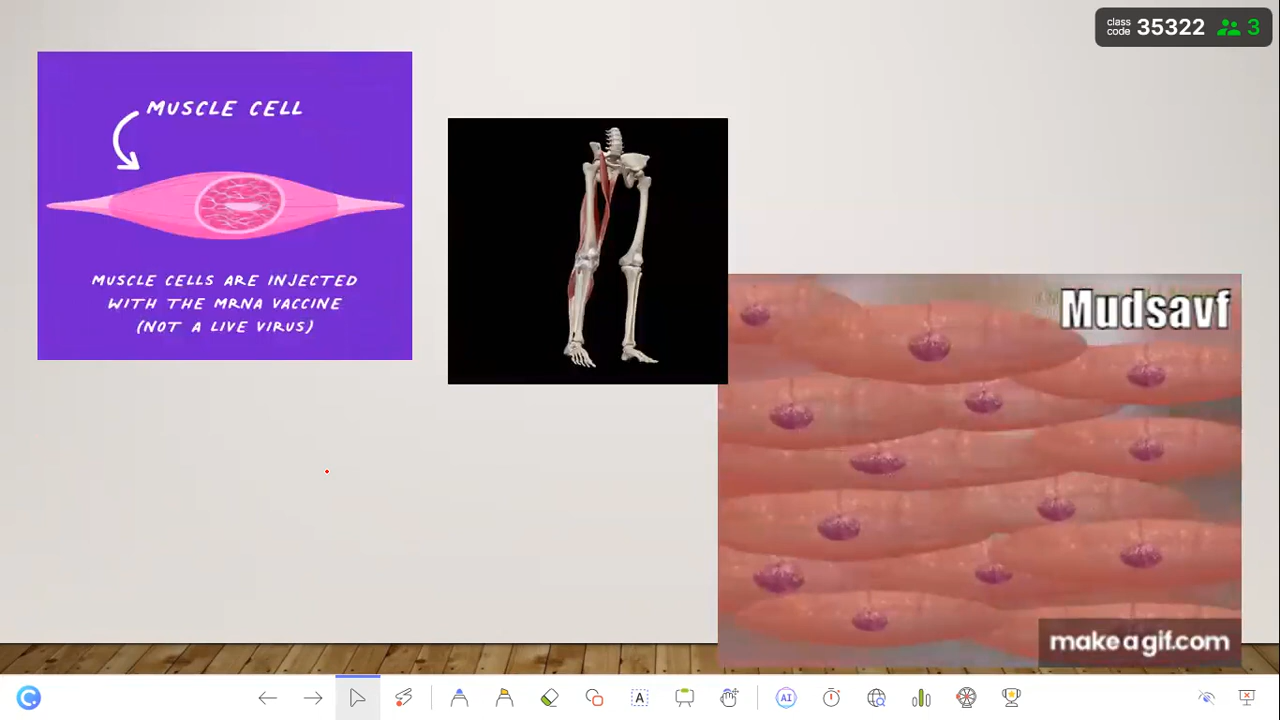 class
code 35322 3
MUSCLE CELL
MUSCLE CELLS ARE INJECTED
WITH THE MRNA VACCINE
(NOT A LIVE VIRUS)
Mudsavf
makeagif.com
A
AI